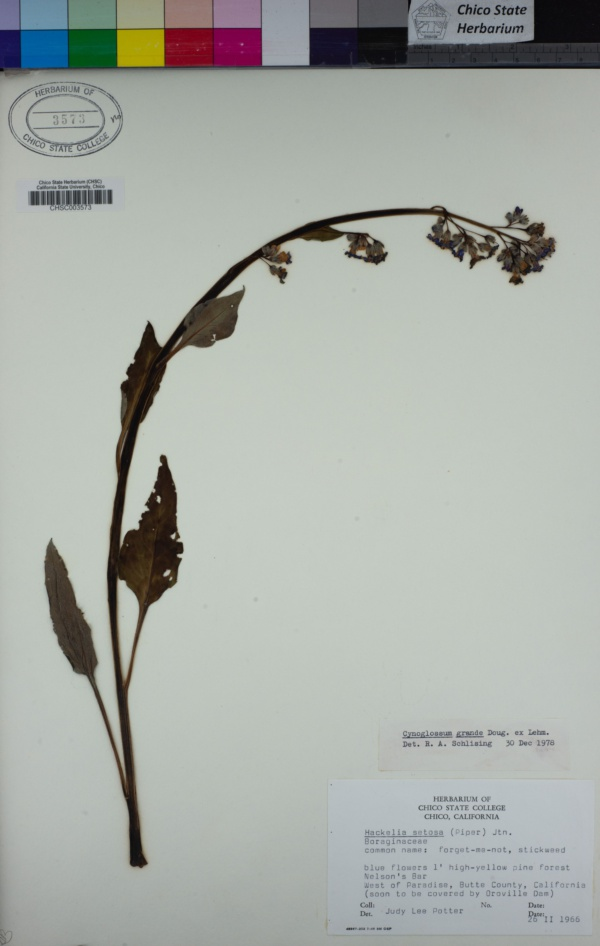 Chico State
Herbarium
HERBARIUM OF
3573
CHICO STATE COLLEGE
Chico State Herbarium (CHSC)
California State University, Chico
CHSC003573
Cynoglossum grande Doug. ex Lehm.
Det. R. A. Schlising 30 Dec 1978
HERBARIUM OF
CHICO STATE COLLEGE
CHICO, CALIFORNIA
Hackelia setosa (Piper) Jtn.
Boraginaceae
common name: forget-me-not, stickweed
blue flowers 1' high-yellow pine forest
Nelson's Bar
West of Paradise, Butte County, California
(soon to be covered by Oroville Dam)
Coll: No. Date:
Det. Judy Lee Potter Date:
26 II 1966